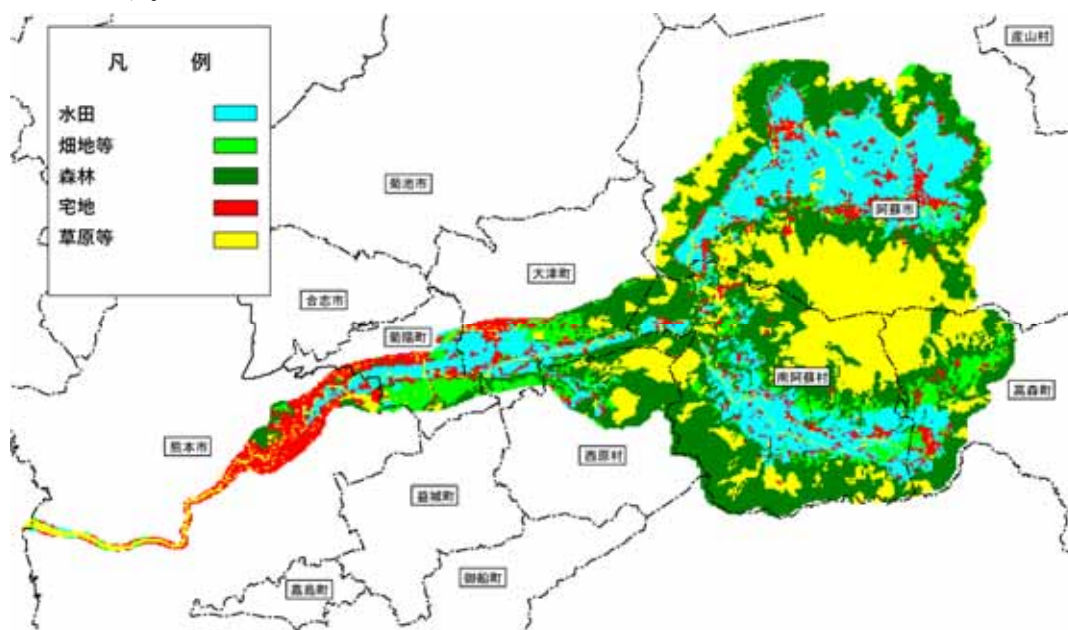 凡 例
水田
畑地等
森林
宅地
草原等
産山村
菊池市
阿蘇市
大津町
合志市
菊陽町
南阿蘇村
高森町
熊本市
西原村
益城町
御船町
嘉島町